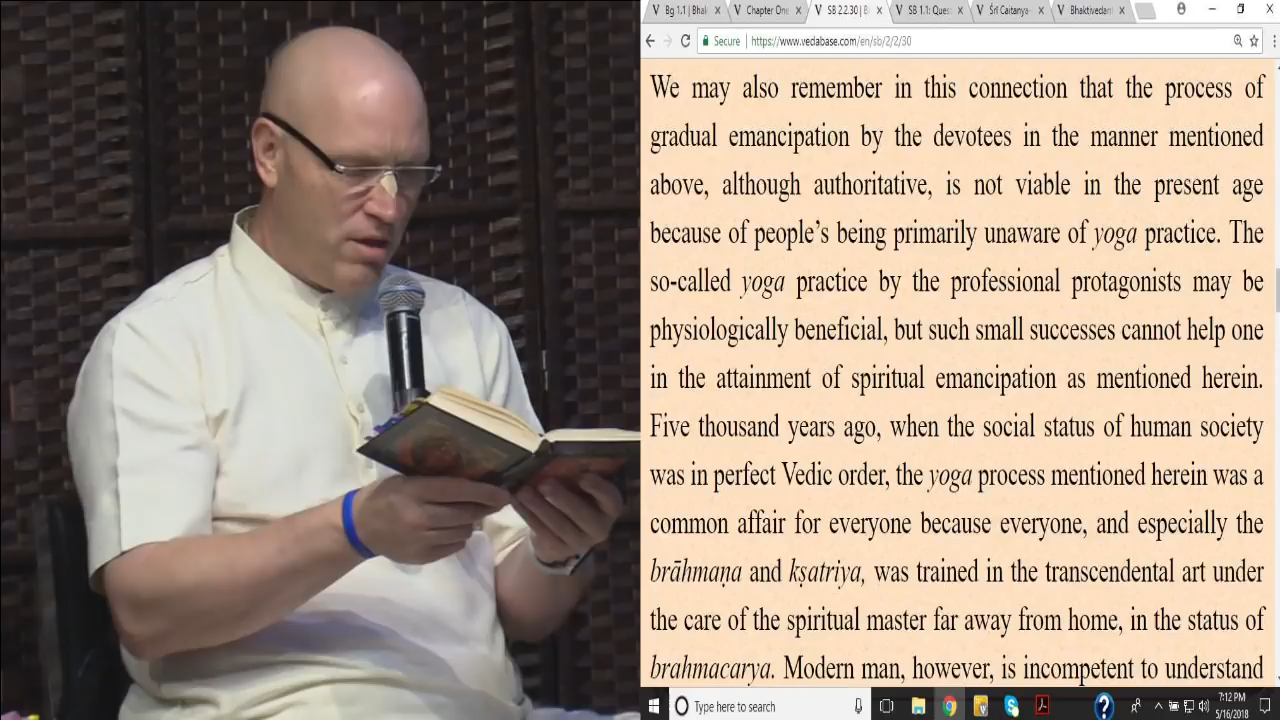 Bg 1.1 | Bhak
Chapter One
SB 2.2.30 | B
SB 1.1: Ques
Śrī Caitanya-
Bhaktivedan
Secure | https://www.vedabase.com/en/sb/2/2/30
We may also remember in this connection that the process of
gradual emancipation by the devotees in the manner mentioned
above, although authoritative, is not viable in the present age
because of people’s being primarily unaware of yoga practice. The
so-called yoga practice by the professional protagonists may be
physiologically beneficial, but such small successes cannot help one
in the attainment of spiritual emancipation as mentioned herein.
Five thousand years ago, when the social status of human society
was in perfect Vedic order, the yoga process mentioned herein was a
common affair for everyone because everyone, and especially the
brāhmaṇa and kṣatriya, was trained in the transcendental art under
the care of the spiritual master far away from home, in the status of
brahmacarya. Modern man, however, is incompetent to understand
Type here to search
7:12 PM
5/16/2018